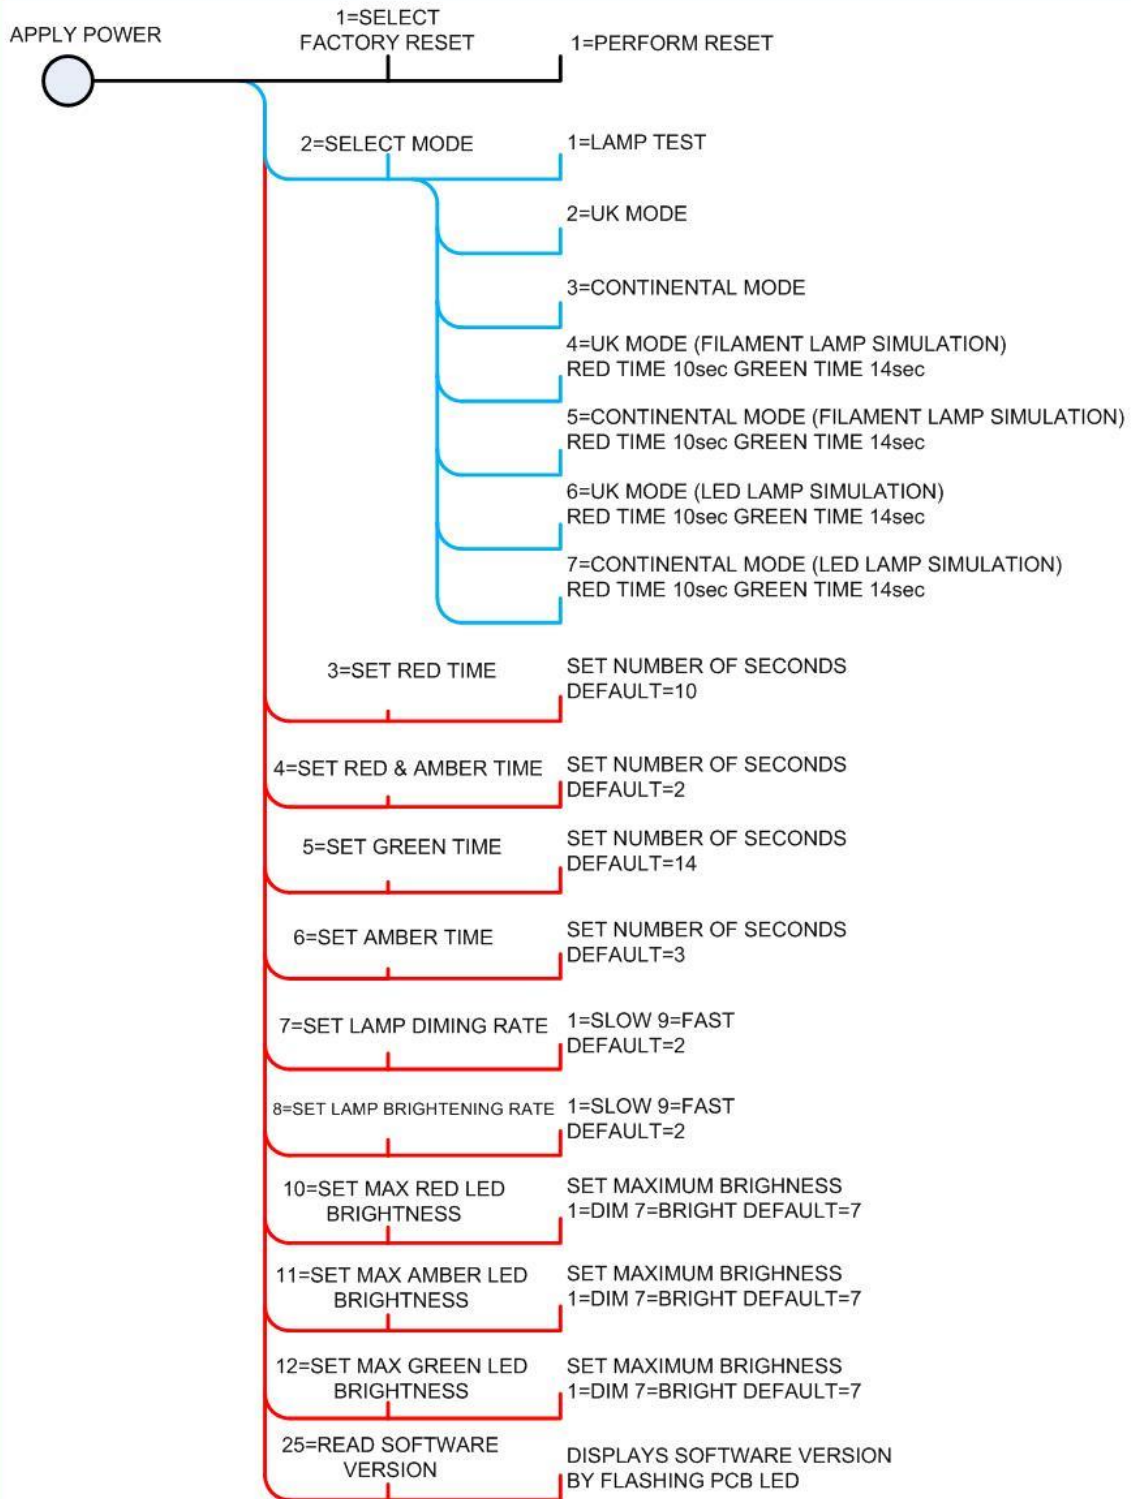 APPLY POWER
1=SELECT
FACTORY RESET
1=PERFORM RESET
2=SELECT MODE
1=LAMP TEST
2=UK MODE
3=CONTINENTAL MODE
4=UK MODE (FILAMENT LAMP SIMULATION)
RED TIME 10sec GREEN TIME 14sec
5=CONTINENTAL MODE (FILAMENT LAMP SIMULATION)
RED TIME 10sec GREEN TIME 14sec
6=UK MODE (LED LAMP SIMULATION)
RED TIME 10sec GREEN TIME 14sec
7=CONTINENTAL MODE (LED LAMP SIMULATION)
RED TIME 10sec GREEN TIME 14sec
3=SET RED TIME
SET NUMBER OF SECONDS
DEFAULT=10
4=SET RED & AMBER TIME
SET NUMBER OF SECONDS
DEFAULT=2
5=SET GREEN TIME
SET NUMBER OF SECONDS
DEFAULT=14
6=SET AMBER TIME
SET NUMBER OF SECONDS
DEFAULT=3
7=SET LAMP DIMING RATE
1=SLOW 9=FAST
DEFAULT=2
8=SET LAMP BRIGHTENING RATE
1=SLOW 9=FAST
DEFAULT=2
10=SET MAX RED LED
BRIGHTNESS
SET MAXIMUM BRIGHNESS
1=DIM 7=BRIGHT DEFAULT=7
11=SET MAX AMBER LED
BRIGHTNESS
SET MAXIMUM BRIGHNESS
1=DIM 7=BRIGHT DEFAULT=7
12=SET MAX GREEN LED
BRIGHTNESS
SET MAXIMUM BRIGHNESS
1=DIM 7=BRIGHT DEFAULT=7
25=READ SOFTWARE
VERSION
DISPLAYS SOFTWARE VERSION
BY FLASHING PCB LED